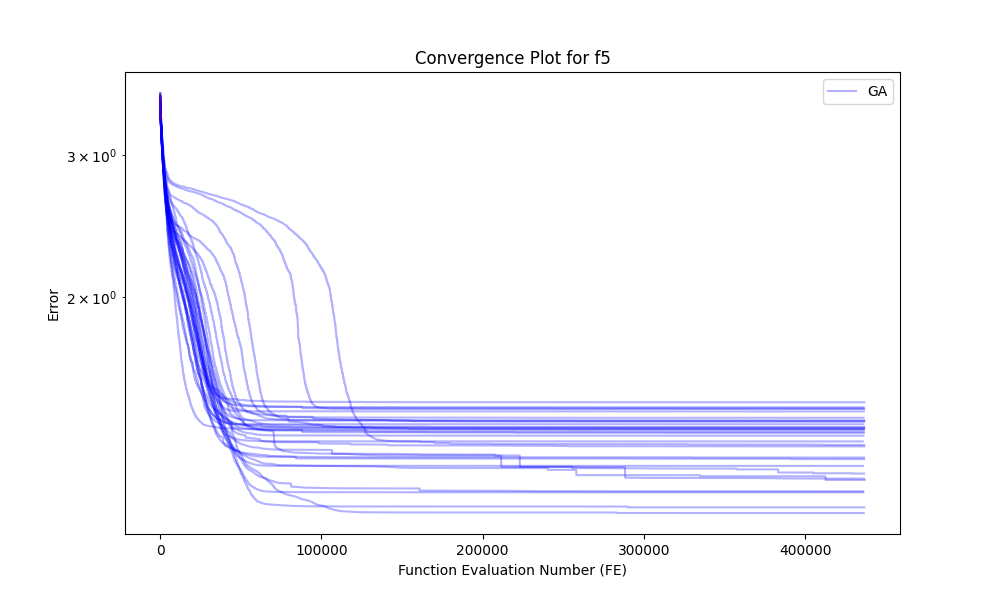 Convergence Plot for f5
GA
3 × 10⁰
2 × 10⁰
Error
0
100000
200000
300000
400000
Function Evaluation Number (FE)